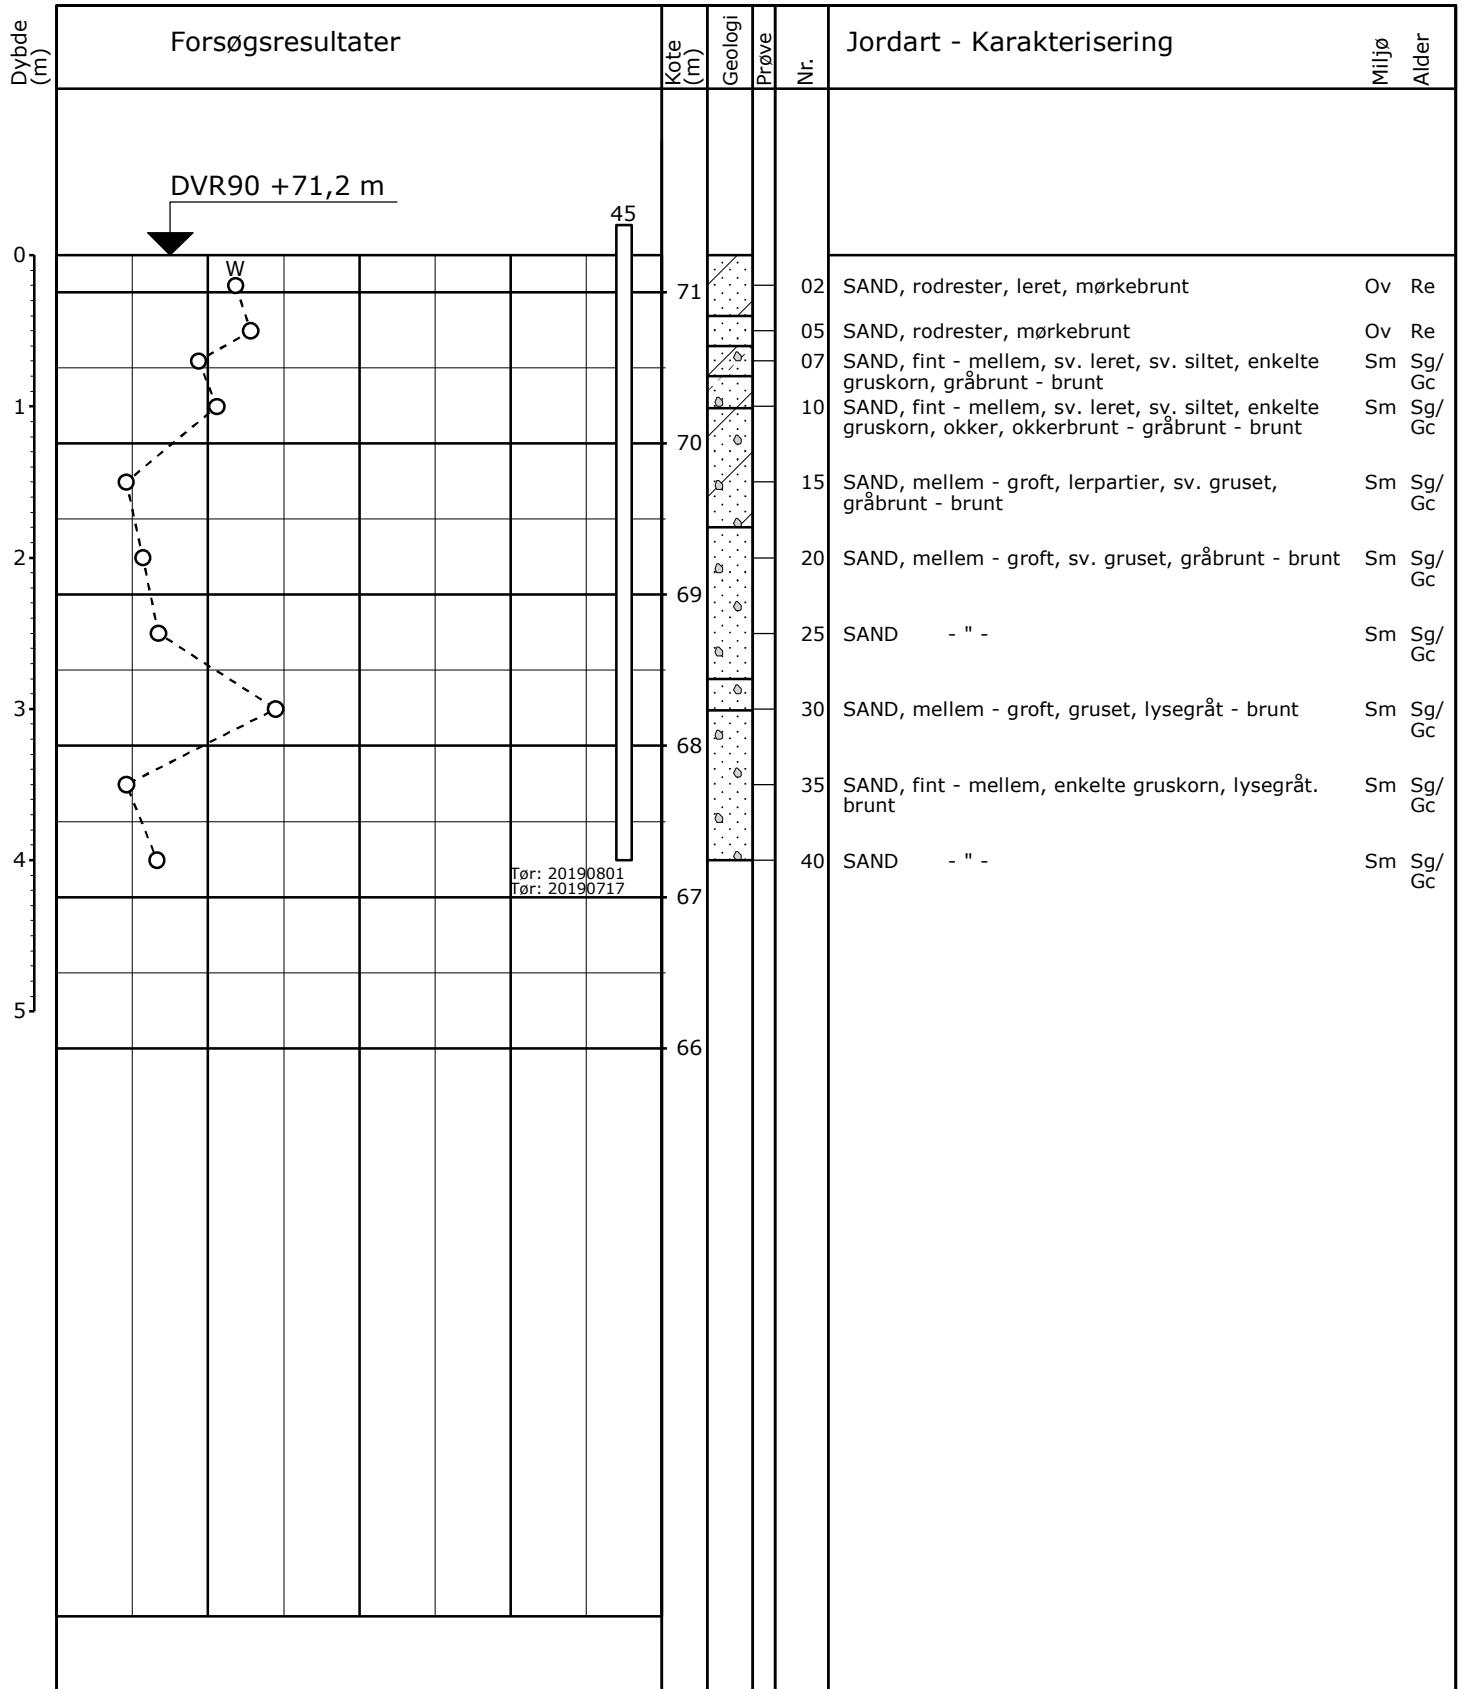 Dybde
(m)
Forsøgsresultater
Kote
(m)
Geologi
Prøve
Nr.
Jordart - Karakterisering
Miljø
Alder
DVR90 +71,2 m
45
0
W
71
02 SAND, rodrester, leret, mørkebrunt Ov Re
05 SAND, rodrester, mørkebrunt Ov Re
07 SAND, fint - mellem, sv. leret, sv. siltet, enkelte Sm Sg/
gruskorn, gråbrunt - brunt Gc
1
10 SAND, fint - mellem, sv. leret, sv. siltet, enkelte Sm Sg/
gruskorn, okker, okkerbrunt - gråbrunt - brunt Gc
70
15 SAND, mellem - groft, lerpartier, sv. gruset, Sm Sg/
gråbrunt - brunt Gc
2
20 SAND, mellem - groft, sv. gruset, gråbrunt - brunt Sm Sg/
Gc
69
25 SAND - " - Sm Sg/
Gc
3
30 SAND, mellem - groft, gruset, lysegråt - brunt Sm Sg/
Gc
68
35 SAND, fint - mellem, enkelte gruskorn, lysegråt. Sm Sg/
brunt Gc
4
40 SAND - " - Sm Sg/
Gc
Tør: 20190801
Tør: 20190717
67
5
66